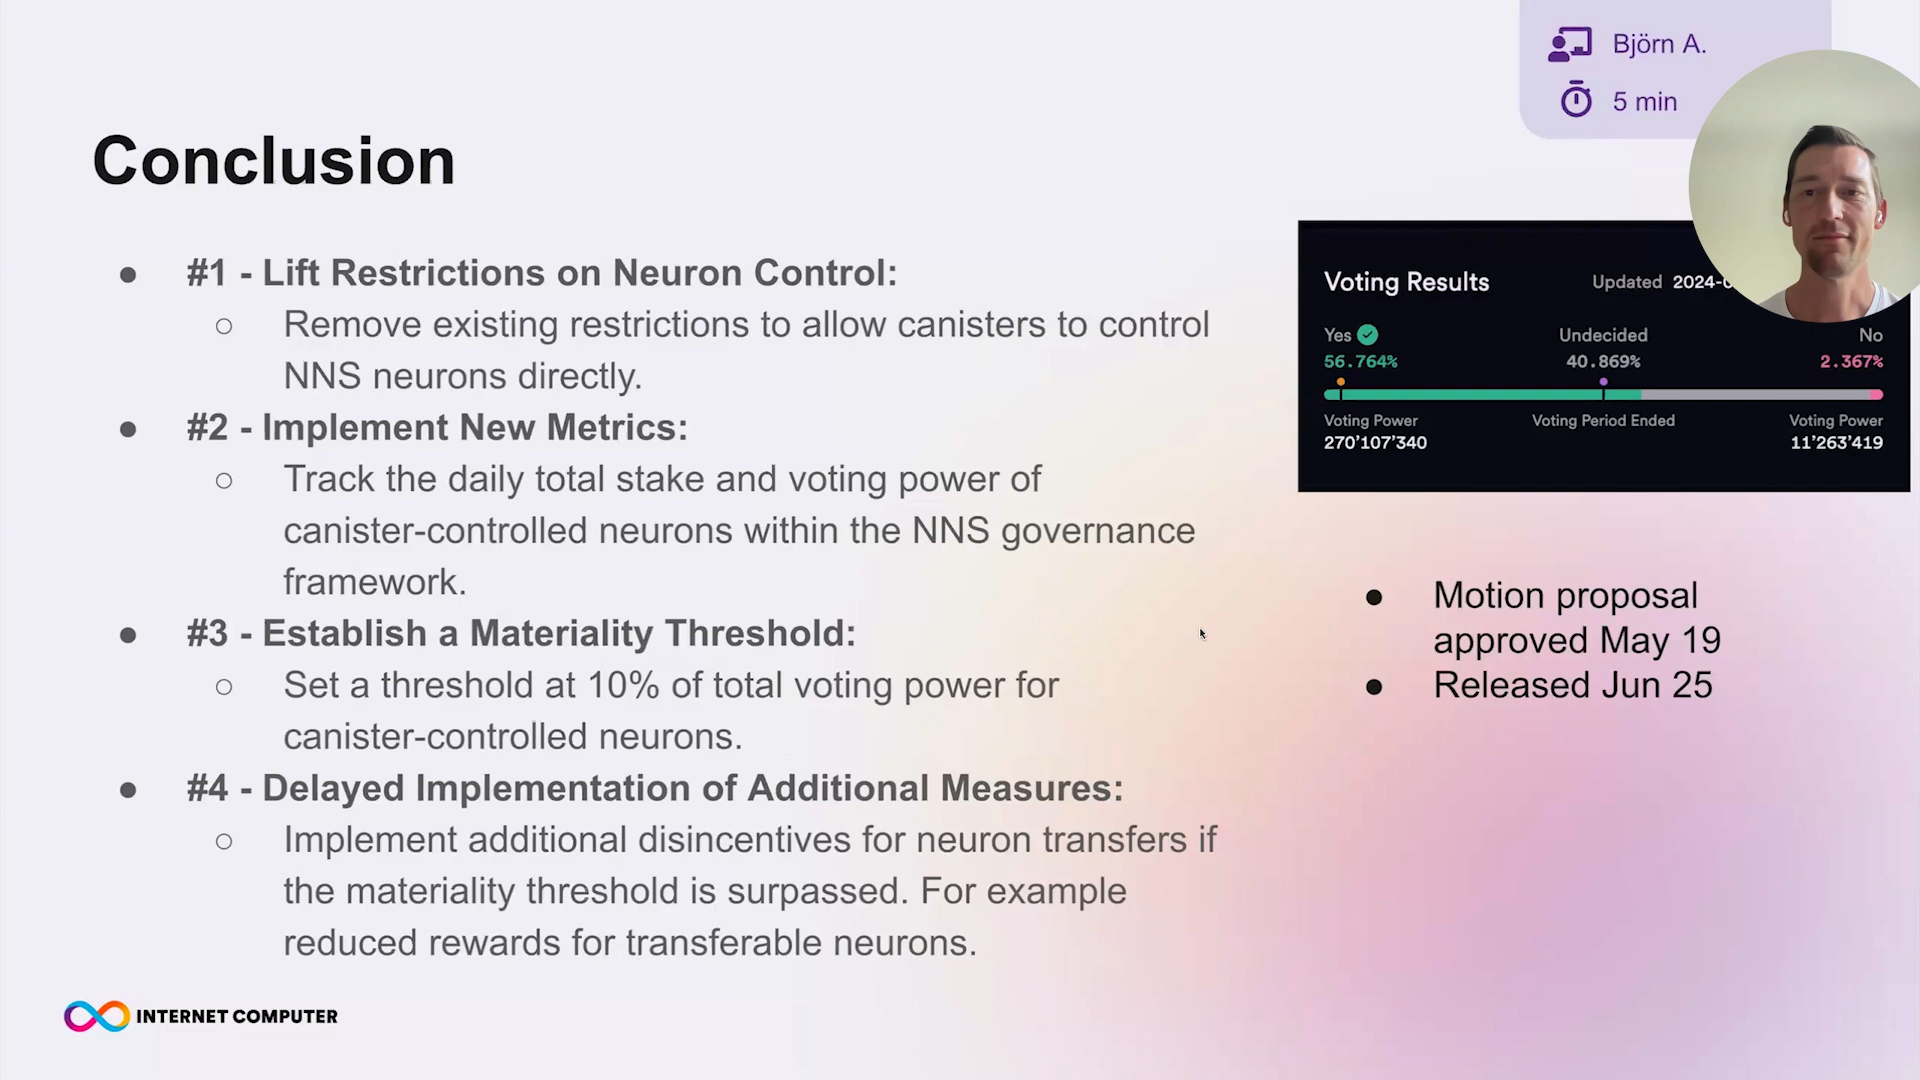 Björn A.
5 min
Conclusion
● #1 - Lift Restrictions on Neuron Control:
○ Remove existing restrictions to allow canisters to control
NNS neurons directly.
● #2 - Implement New Metrics:
○ Track the daily total stake and voting power of
canister-controlled neurons within the NNS governance
framework.
● #3 - Establish a Materiality Threshold:
○ Set a threshold at 10% of total voting power for
canister-controlled neurons.
● #4 - Delayed Implementation of Additional Measures:
○ Implement additional disincentives for neuron transfers if
the materiality threshold is surpassed. For example
reduced rewards for transferable neurons.
Voting Results Updated
Yes Undecided No
56.764% 40.869% 2.367%
Voting Power Voting Period Ended Voting Power
270'107'340 11'263'419
● Motion proposal
approved May 19
● Released Jun 25
INTERNET COMPUTER